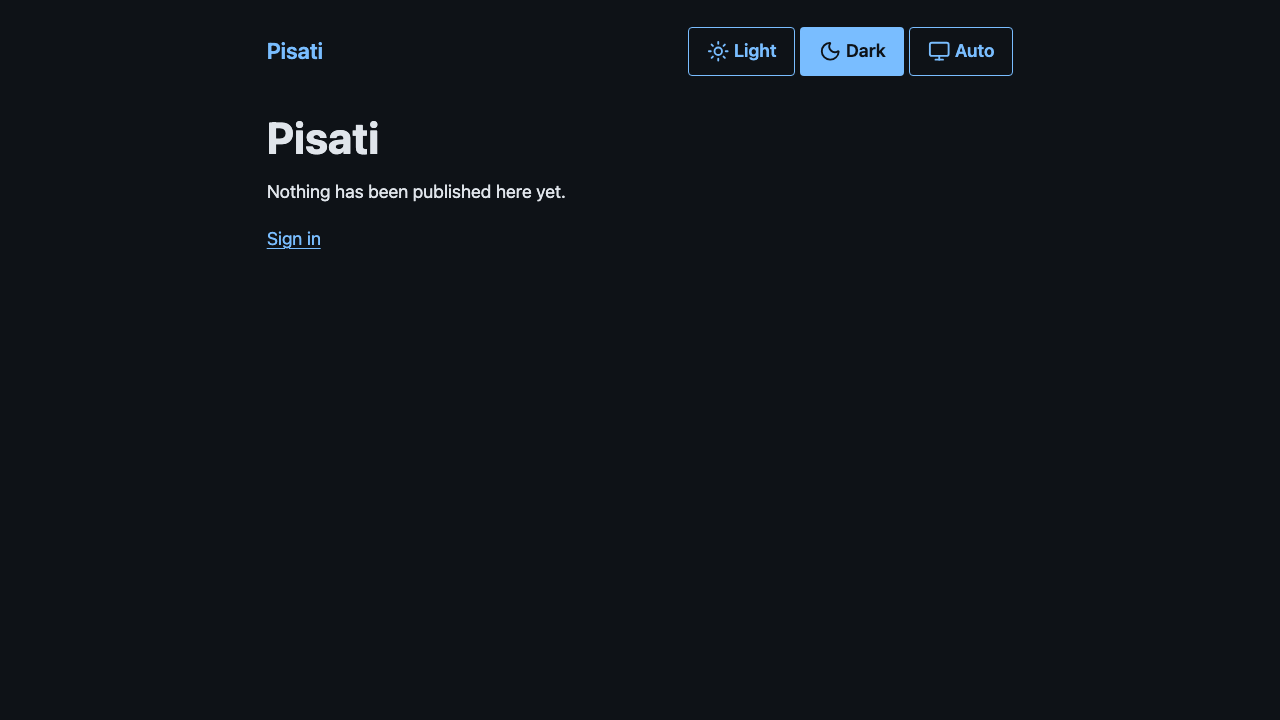 Pisati
Light
Dark
Auto
Pisati
Nothing has been published here yet.
Sign in